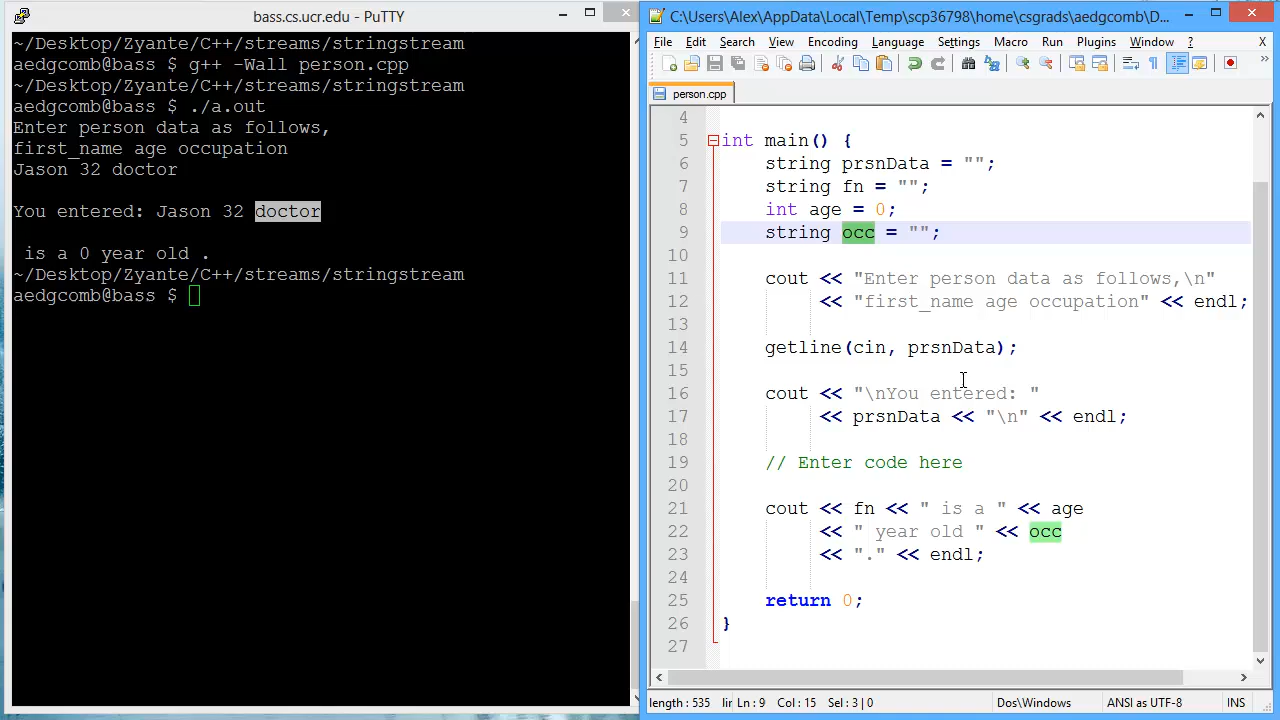 bass.cs.ucr.edu - PuTTY
~/Desktop/Zyante/C++/streams/stringstream
aedgcomb@bass $ g++ -Wall person.cpp
~/Desktop/Zyante/C++/streams/stringstream
aedgcomb@bass $ ./a.out
Enter person data as follows,
first_name age occupation
Jason 32 doctor
You entered: Jason 32 doctor
is a 0 year old .
~/Desktop/Zyante/C++/streams/stringstream
aedgcomb@bass $
C:\Users\Alex\AppData\Local\Temp\scp36798\home\csgrads\aedgcomb\D...
File Edit Search View Encoding Language Settings Macro Run Plugins Window ? X
person.cpp
4
5 int main() {
6 string prsnData = "";
7 string fn = "";
8 int age = 0;
9 string occ = "";
10
11 cout << "Enter person data as follows,\n"
12 << "first_name age occupation" << endl;
13
14 getline(cin, prsnData);
15
16 cout << "\nYou entered: "
17 << prsnData << "\n" << endl;
18
19 // Enter code here
20
21 cout << fn << " is a " << age
22 << " year old " << occ
23 << "." << endl;
24
25 return 0;
26 }
27
length : 535 lir Ln : 9 Col : 15 Sel : 3 | 0 Dos\Windows ANSI as UTF-8 INS